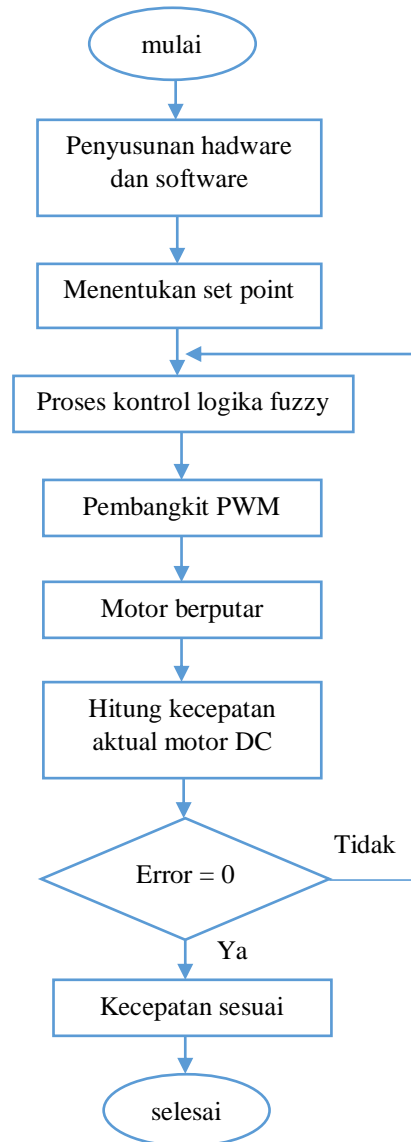 mulai
Penyusunan hadware
dan software
Menentukan set point
Proses kontrol logika fuzzy
Pembangkit PWM
Motor berputar
Hitung kecepatan
aktual motor DC
Error = 0
Tidak
Ya
Kecepatan sesuai
selesai